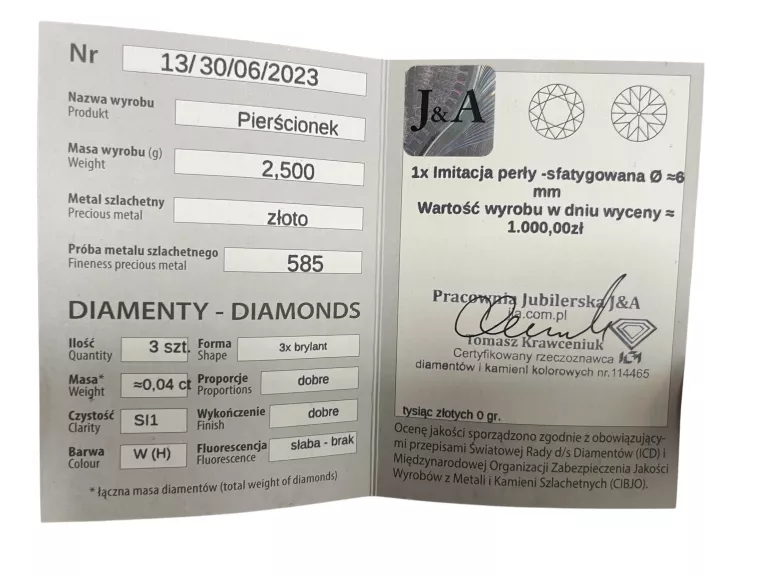 Nr 13/30/06/2023
Nazwa wyrobu
Produkt
Pierścionek
Masa wyrobu (g)
Weight
2,500
Metal szlachetny
Precious metal
złoto
Próba metalu szlachetnego
Fineness precious metal
585
DIAMENTY - DIAMONDS
Ilość
Quantity
3 szt.
Forma
Shape
3x brylant
Masa*
Weight
≈0,04 ct
Proporcje
Proportions
dobre
Czystość
Clarity
SI1
Wykończenie
Finish
dobre
Barwa
Colour
W (H)
Fluorescencja
Fluorescence
słaba - brak
* łączna masa diamentów (total weight of diamonds)
J&A
1x Imitacja perły -sfatygowana Ø ≈6
mm
Wartość wyrobu w dniu wyceny ≈
1.000,00zł
Pracownia Jubilerska J&A
.com.pl
Tomasz Krawceniuk
Certyfikowany rzeczoznawca
diamentów i kamieni kolorowych nr.114465
tysiąc złotych 0 gr.
Ocenę jakości sporządzono zgodnie z obowiązujący-
mi przepisami Światowej Rady d/s Diamentów (ICD) i
Międzynarodowej Organizacji Zabezpieczenia Jakości
Wyrobów z Metali i Kamieni Szlachetnych (CIBJO).